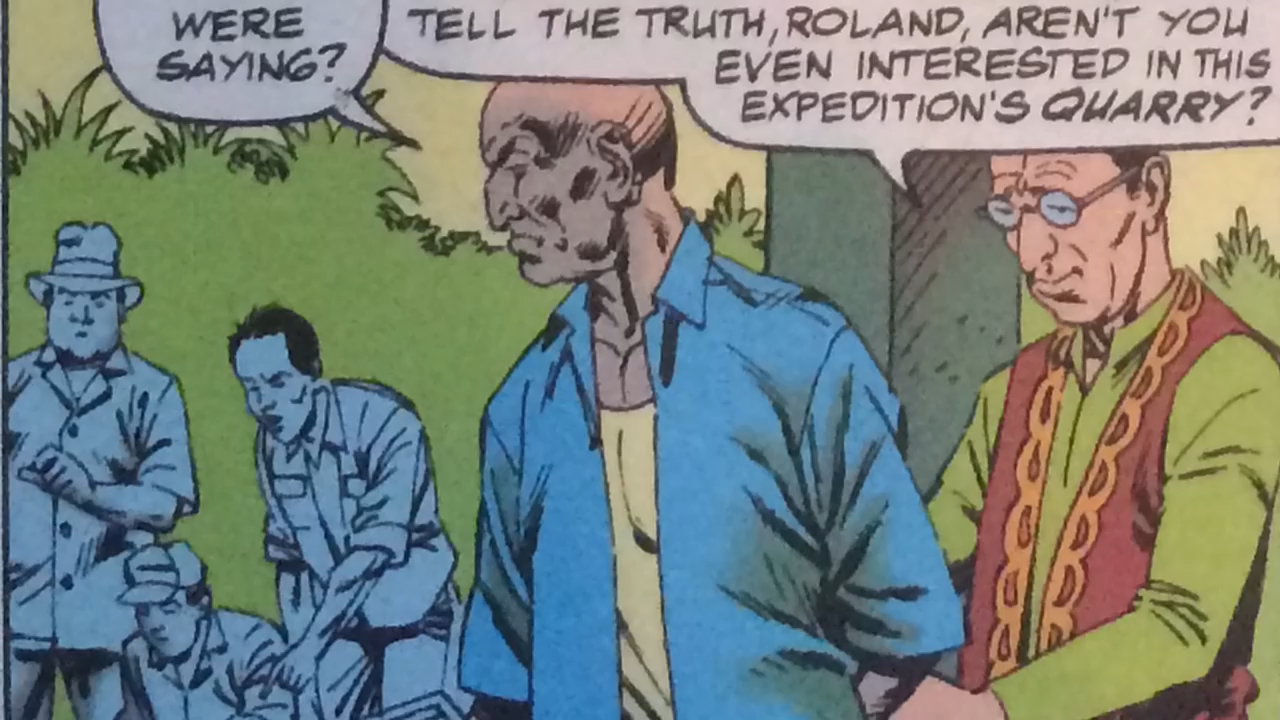 WERE
SAYING?
TELL THE TRUTH, ROLAND, AREN'T YOU
EVEN INTERESTED IN THIS
EXPEDITION'S QUARRY?